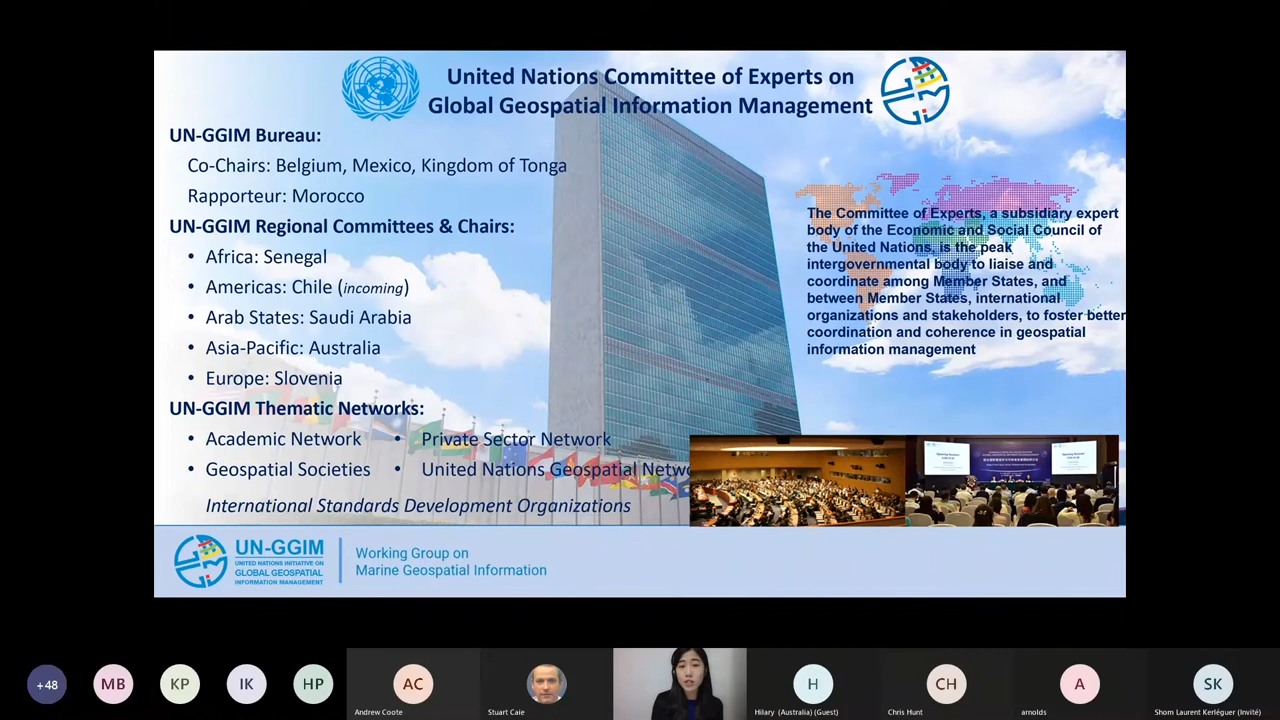 United Nations Committee of Experts on
Global Geospatial Information Management
UN-GGIM Bureau:
Co-Chairs: Belgium, Mexico, Kingdom of Tonga
Rapporteur: Morocco
UN-GGIM Regional Committees & Chairs:
• Africa: Senegal
• Americas: Chile (incoming)
• Arab States: Saudi Arabia
• Asia-Pacific: Australia
• Europe: Slovenia
UN-GGIM Thematic Networks:
• Academic Network • Private Sector Network
• Geospatial Societies • United Nations Geospatial Netwo
International Standards Development Organizations
The Committee of Experts, a subsidiary expert
body of the Economic and Social Council of
the United Nations, is the peak
intergovernmental body to liaise and
coordinate among Member States, and
between Member States, international
organizations and stakeholders, to foster better
coordination and coherence in geospatial
information management
UN-GGIM
UNITED NATIONS INITIATIVE ON
GLOBAL GEOSPATIAL
INFORMATION MANAGEMENT
Working Group on
Marine Geospatial Information
+48
MB
KP
IK
HP
AC
Andrew Coote
Stuart Caie
H
Hilary (Australia) (Guest)
CH
Chris Hunt
A
arnolds
SK
Shom Laurent Kerléguer (Invité)